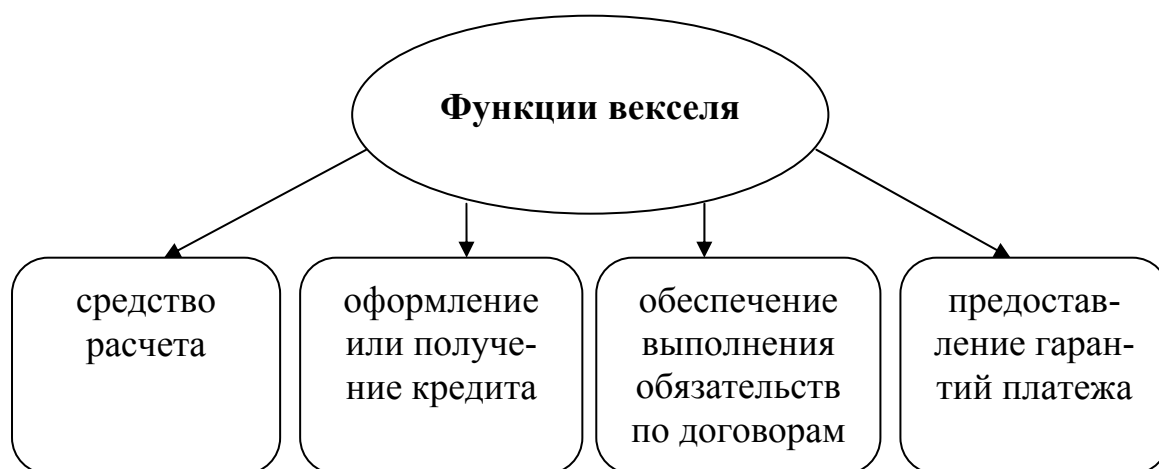 Функции векселя
средство
расчета
оформление
или получе-
ние кредита
обеспечение
выполнения
обязательств
по договорам
предостав-
ление гаран-
тий платежа